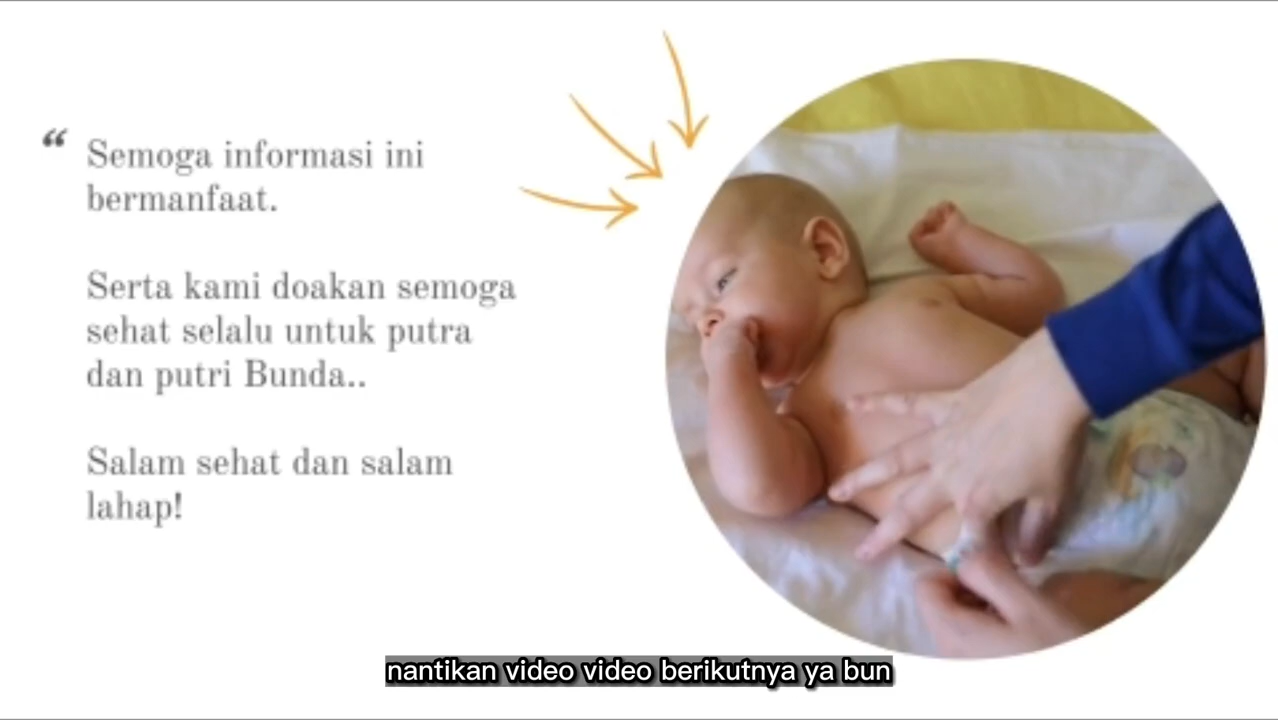 “ Semoga informasi ini
bermanfaat.
Serta kami doakan semoga
sehat selalu untuk putra
dan putri Bunda..
Salam sehat dan salam
lahap!
nantikan video video berikutnya ya bun